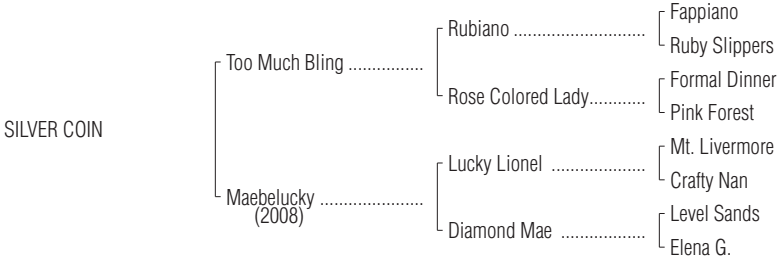 Fappiano
Rubiano ............................
Ruby Slippers
Too Much Bling ................
Formal Dinner
Rose Colored Lady............
Pink Forest
SILVER COIN
Mt. Livermore
Lucky Lionel ....................
Crafty Nan
Maebelucky ......................
(2008)
Level Sands
Diamond Mae ..................
Elena G.